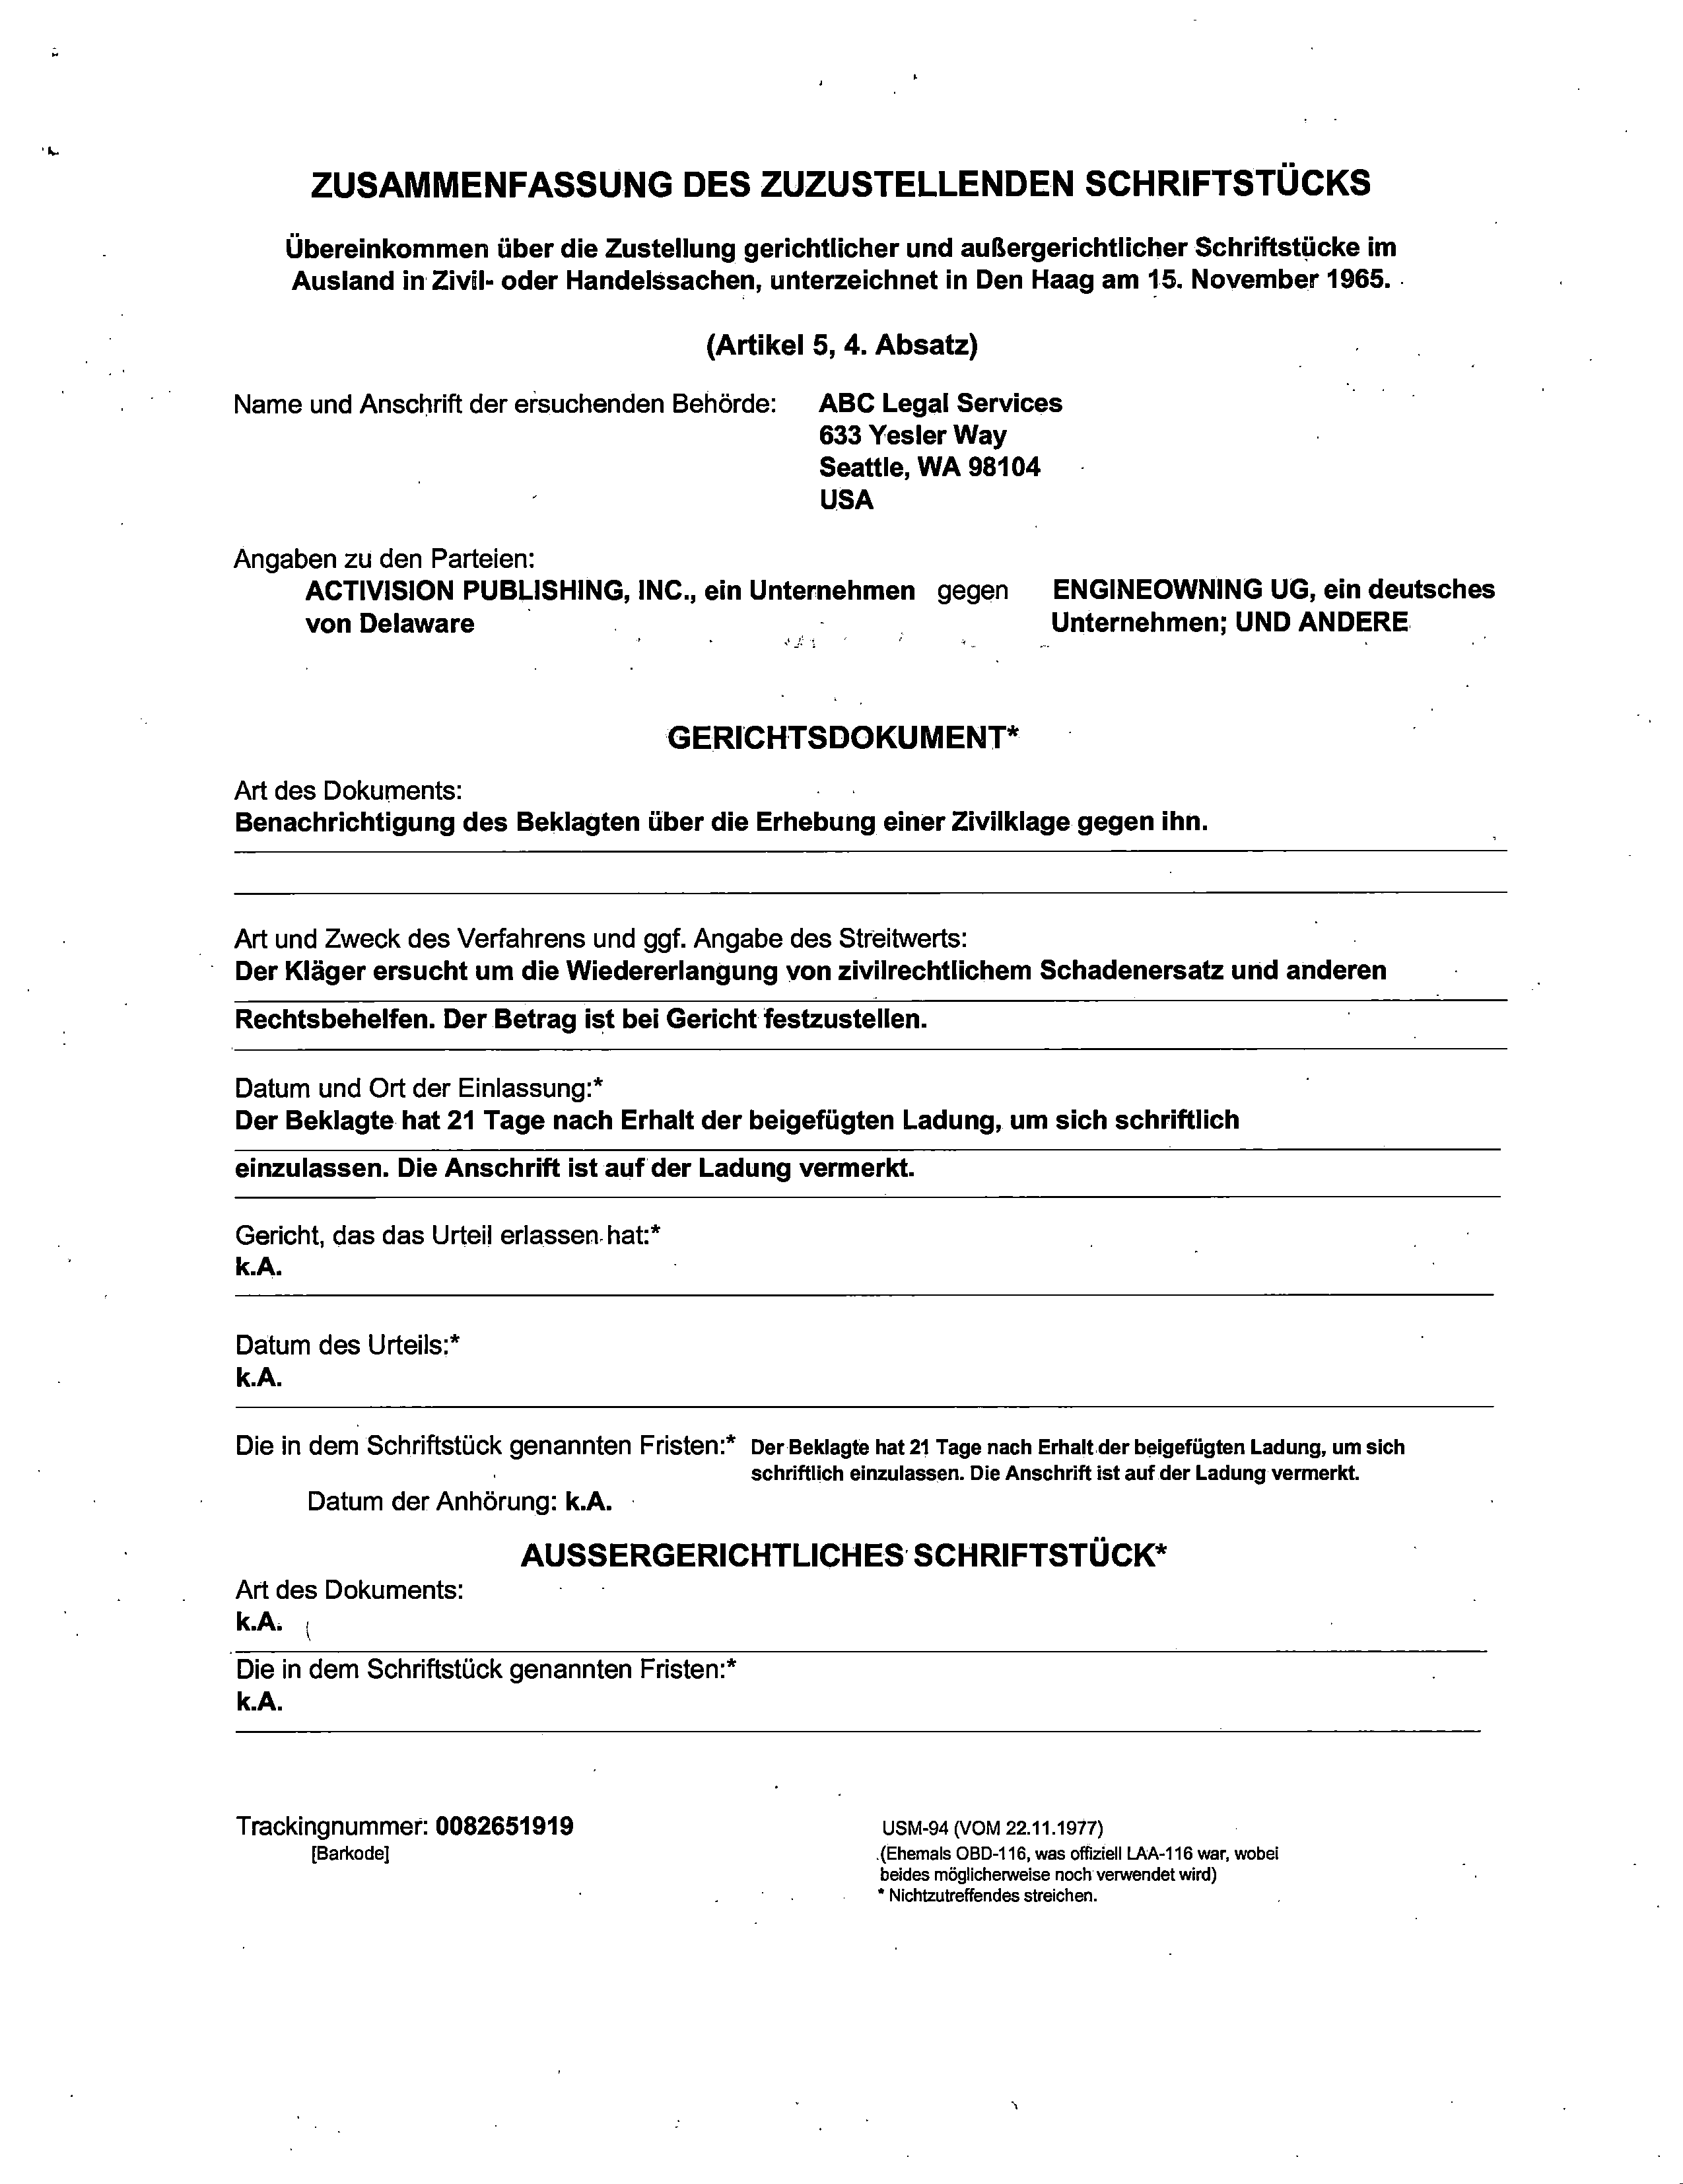 ZUSAMMENFASSUNG DES ZUZUSTELLENDEN SCHRIFTSTÜCKS
Übereinkommen über die Zustellung gerichtlicher und außergerichtlicher Schriftstücke im
Ausland in Zivil- oder Handelssachen, unterzeichnet in Den Haag am 15. November 1965.
(Artikel 5, 4. Absatz)
Name und Anschrift der ersuchenden Behörde: ABC Legal Services
633 Yesler Way
Seattle, WA 98104
USA
Angaben zu den Parteien:
ACTIVISION PUBLISHING, INC., ein Unternehmen gegen ENGINEOWNING UG, ein deutsches
von Delaware Unternehmen; UND ANDERE
GERICHTSDOKUMENT*
Art des Dokuments:
Benachrichtigung des Beklagten über die Erhebung einer Zivilklage gegen ihn.
Art und Zweck des Verfahrens und ggf. Angabe des Streitwerts:
Der Kläger ersucht um die Wiedererlangung von zivilrechtlichem Schadenersatz und anderen
Rechtsbehelfen. Der Betrag ist bei Gericht festzustellen.
Datum und Ort der Einlassung:*
Der Beklagte hat 21 Tage nach Erhalt der beigefügten Ladung, um sich schriftlich
einzulassen. Die Anschrift ist auf der Ladung vermerkt.
Gericht, das das Urteil erlassen hat:*
k.A.
Datum des Urteils:*
k.A.
Die in dem Schriftstück genannten Fristen:* Der Beklagte hat 21 Tage nach Erhalt der beigefügten Ladung, um sich
schriftlich einzulassen. Die Anschrift ist auf der Ladung vermerkt.
Datum der Anhörung: k.A.
AUSSERGERICHTLICHES SCHRIFTSTÜCK*
Art des Dokuments:
k.A.
Die in dem Schriftstück genannten Fristen:*
k.A.
Trackingnummer: 0082651919 USM-94 (VOM 22.11.1977)
[Barkode] (Ehemals OBD-116, was offiziell LAA-116 war, wobei
beides möglicherweise noch verwendet wird)
* Nichtzutreffendes streichen.